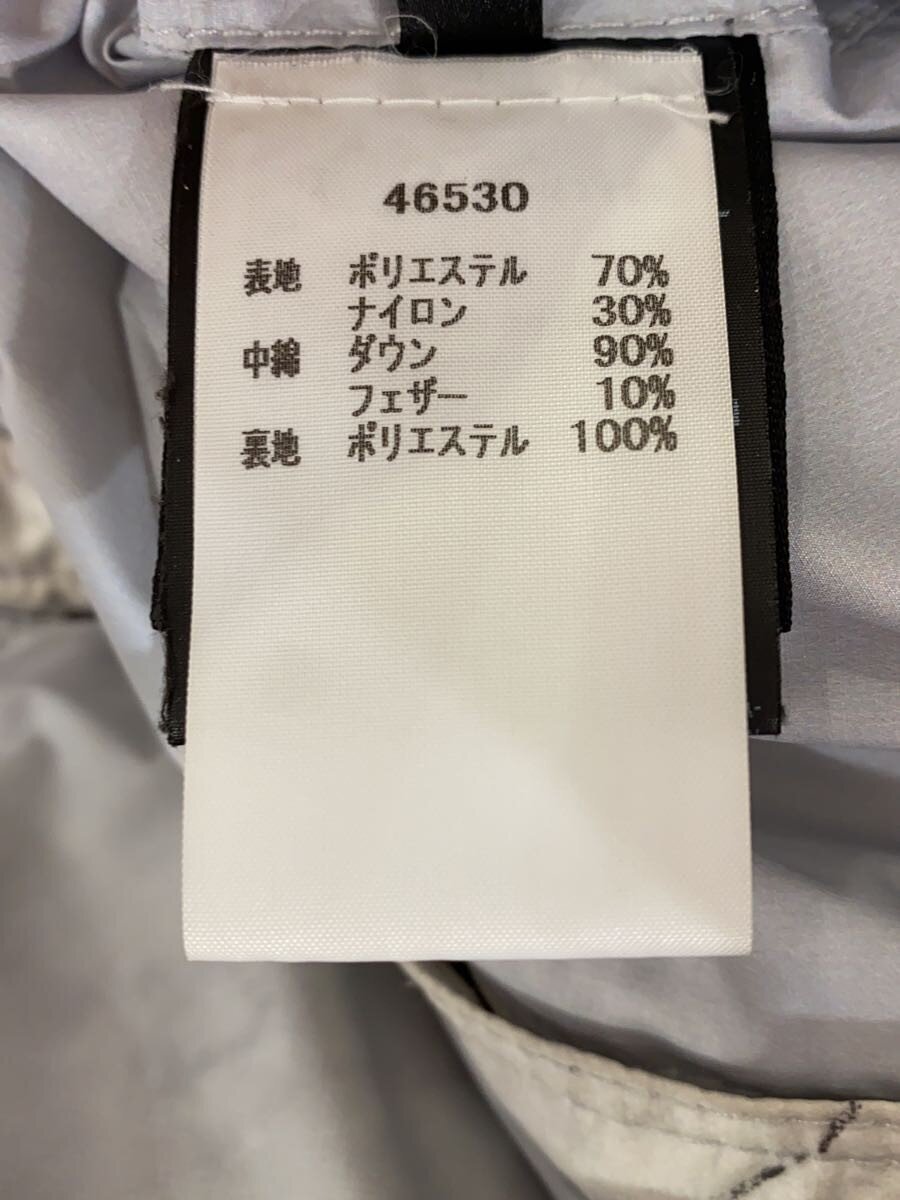 46530
表地 ポリエステル 70%
ナイロン 30%
中綿 ダウン 90%
フェザー 10%
裏地 ポリエステル 100%